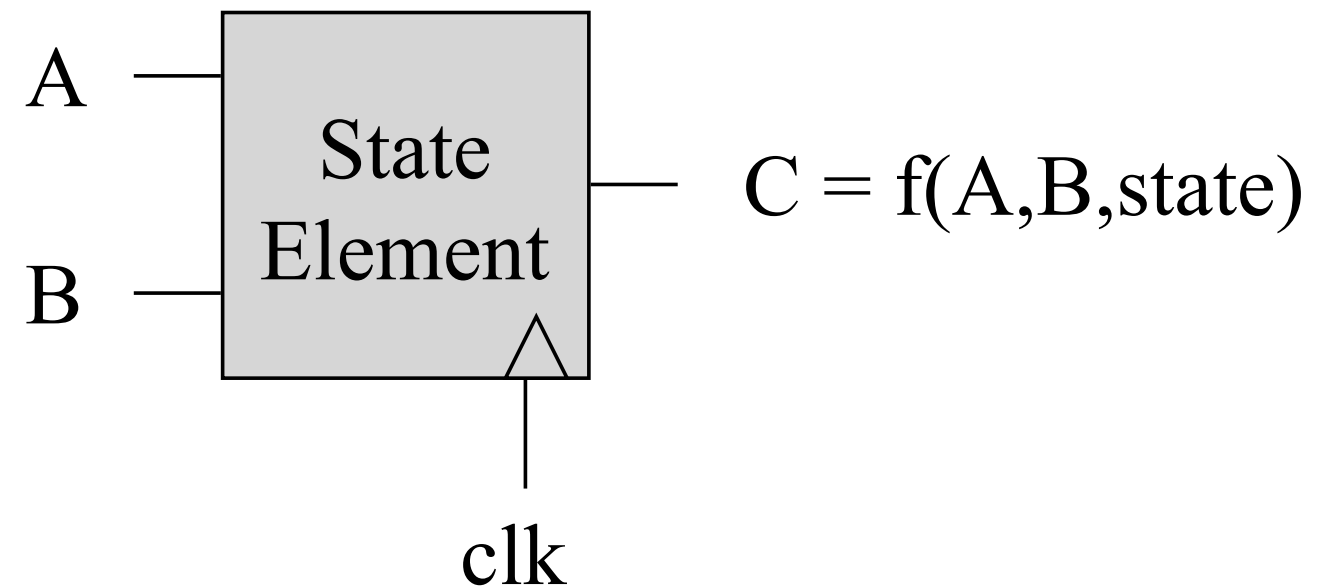 A
State
Element
C = f(A,B,state)
B
clk